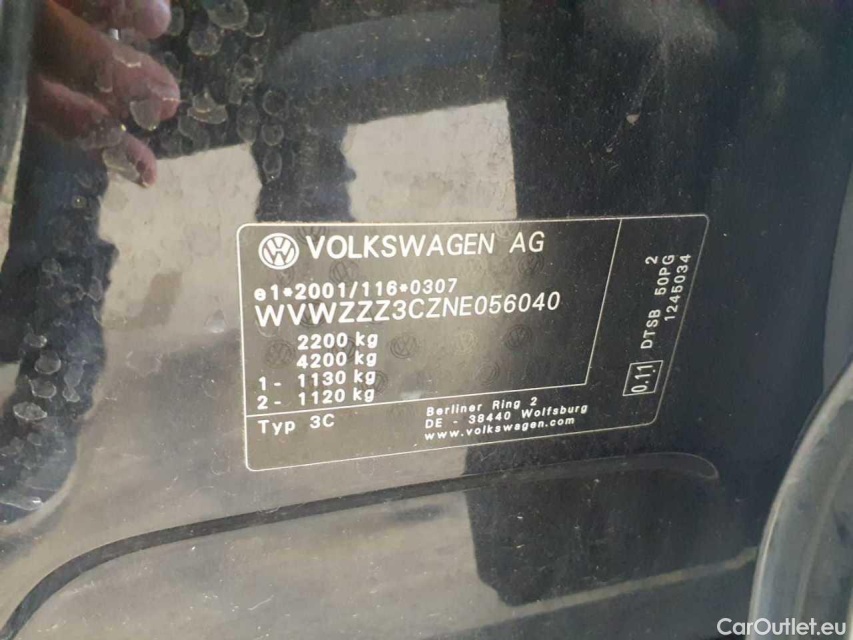 VOLKSWAGEN AG
e1*2001/116*0307
WVWZZZ3CZNE056040
2200 kg
4200 kg
1- 1130 kg
2- 1120 kg
Typ 3C
Berliner Ring 2
DE - 38440 Wolfsburg
www.volkswagen.com
0.11
DTSB 50PG 2
1245034
CarOutlet.eu